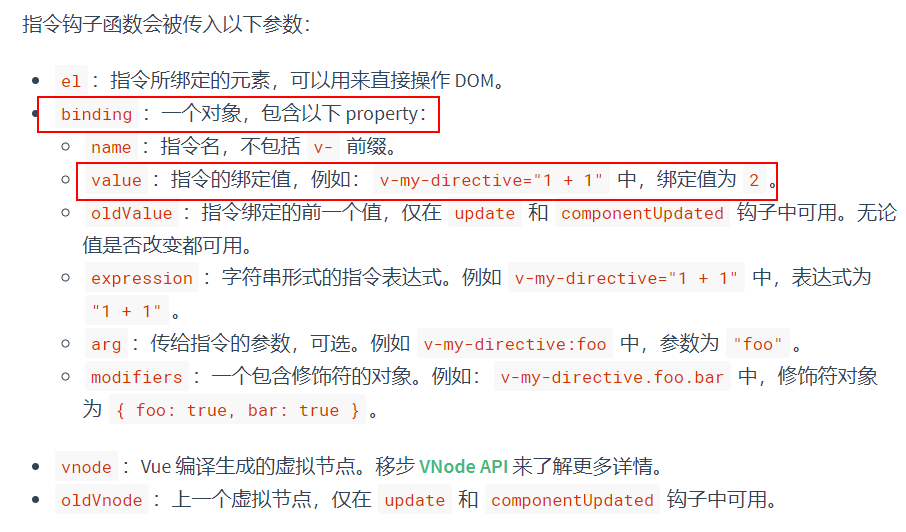 指令钩子函数会被传入以下参数：
el：指令所绑定的元素，可以用来直接操作 DOM。
binding：一个对象，包含以下 property：
name：指令名，不包括 v- 前缀。
value：指令的绑定值，例如：v-my-directive="1 + 1" 中，绑定值为 2。
oldValue：指令绑定的前一个值，仅在 update 和 componentUpdated 钩子中可用。无论
值是否改变都可用。
expression：字符串形式的指令表达式。例如 v-my-directive="1 + 1" 中，表达式为
"1 + 1"。
arg：传给指令的参数，可选。例如 v-my-directive:foo 中，参数为 "foo"。
modifiers：一个包含修饰符的对象。例如：v-my-directive.foo.bar 中，修饰符对象
为 { foo: true, bar: true }。
vnode：Vue 编译生成的虚拟节点。移步 VNode API 来了解更多详情。
oldVnode：上一个虚拟节点，仅在 update 和 componentUpdated 钩子中可用。